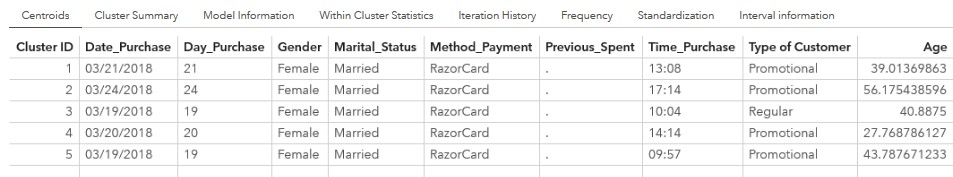 Centroids Cluster Summary Model Information Within Cluster Statistics Iteration History Frequency Standardization Interval information
Cluster ID Date_Purchase Day_Purchase Gender Marital_Status Method_Payment Previous_Spent Time_Purchase Type of Customer Age
1 03/21/2018 21 Female Married RazorCard . 13:08 Promotional 39.01369863
2 03/24/2018 24 Female Married RazorCard . 17:14 Promotional 56.175438596
3 03/19/2018 19 Female Married RazorCard . 10:04 Regular 40.8875
4 03/20/2018 20 Female Married RazorCard . 14:14 Promotional 27.768786127
5 03/19/2018 19 Female Married RazorCard . 09:57 Promotional 43.787671233